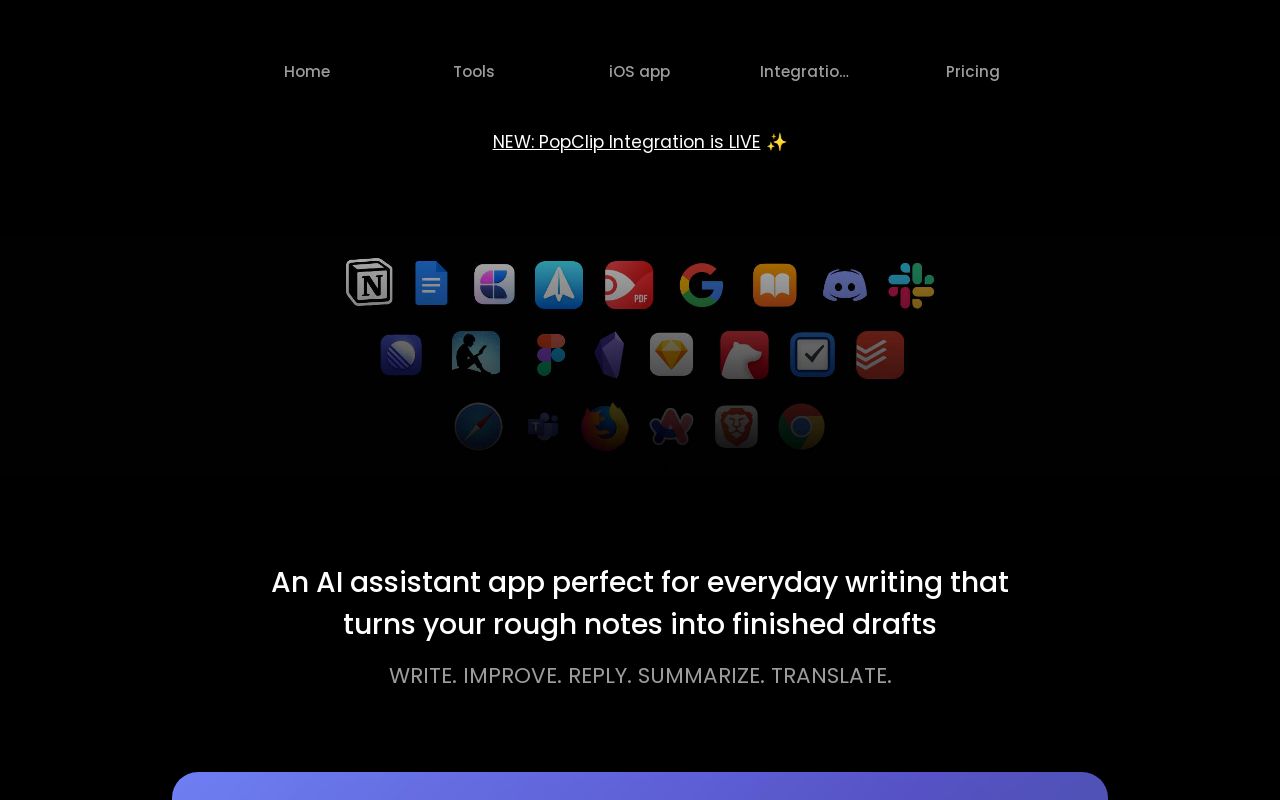 Home Tools iOS app Integratio... Pricing
NEW: PopClip Integration is LIVE ✨
N
PDF
T
An AI assistant app perfect for everyday writing that
turns your rough notes into finished drafts
WRITE. IMPROVE. REPLY. SUMMARIZE. TRANSLATE.